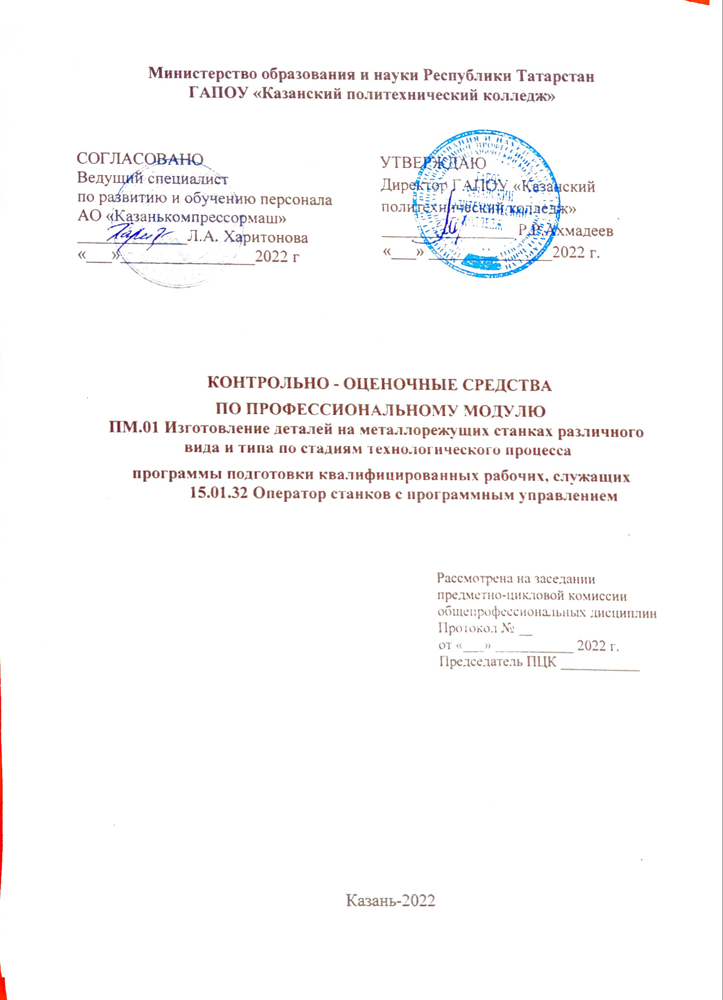 Министерство образования и науки Республики Татарстан
ГАПОУ «Казанский политехнический колледж»
СОГЛАСОВАНО
Ведущий специалист
по развитию и обучению персонала
АО «Казанькомпрессормаш»
_____________Л.А. Харитонова
«___»________________2022 г
УТВЕРЖДАЮ
Директор ГАПОУ «Казанский
политехнический колледж»
________________ Р.Р.Ахмадеев
«___» _______________2022 г.
КОНТРОЛЬНО - ОЦЕНОЧНЫЕ СРЕДСТВА
ПО ПРОФЕССИОНАЛЬНОМУ МОДУЛЮ
ПМ.01 Изготовление деталей на металлорежущих станках различного
вида и типа по стадиям технологического процесса
программы подготовки квалифицированных рабочих, служащих
15.01.32 Оператор станков с программным управлением
Рассмотрена на заседании
предметно-цикловой комиссии
общепрофессиональных дисциплин
Протокол № __
от «___» ___________ 2022 г.
Председатель ПЦК ___________
Казань-2022